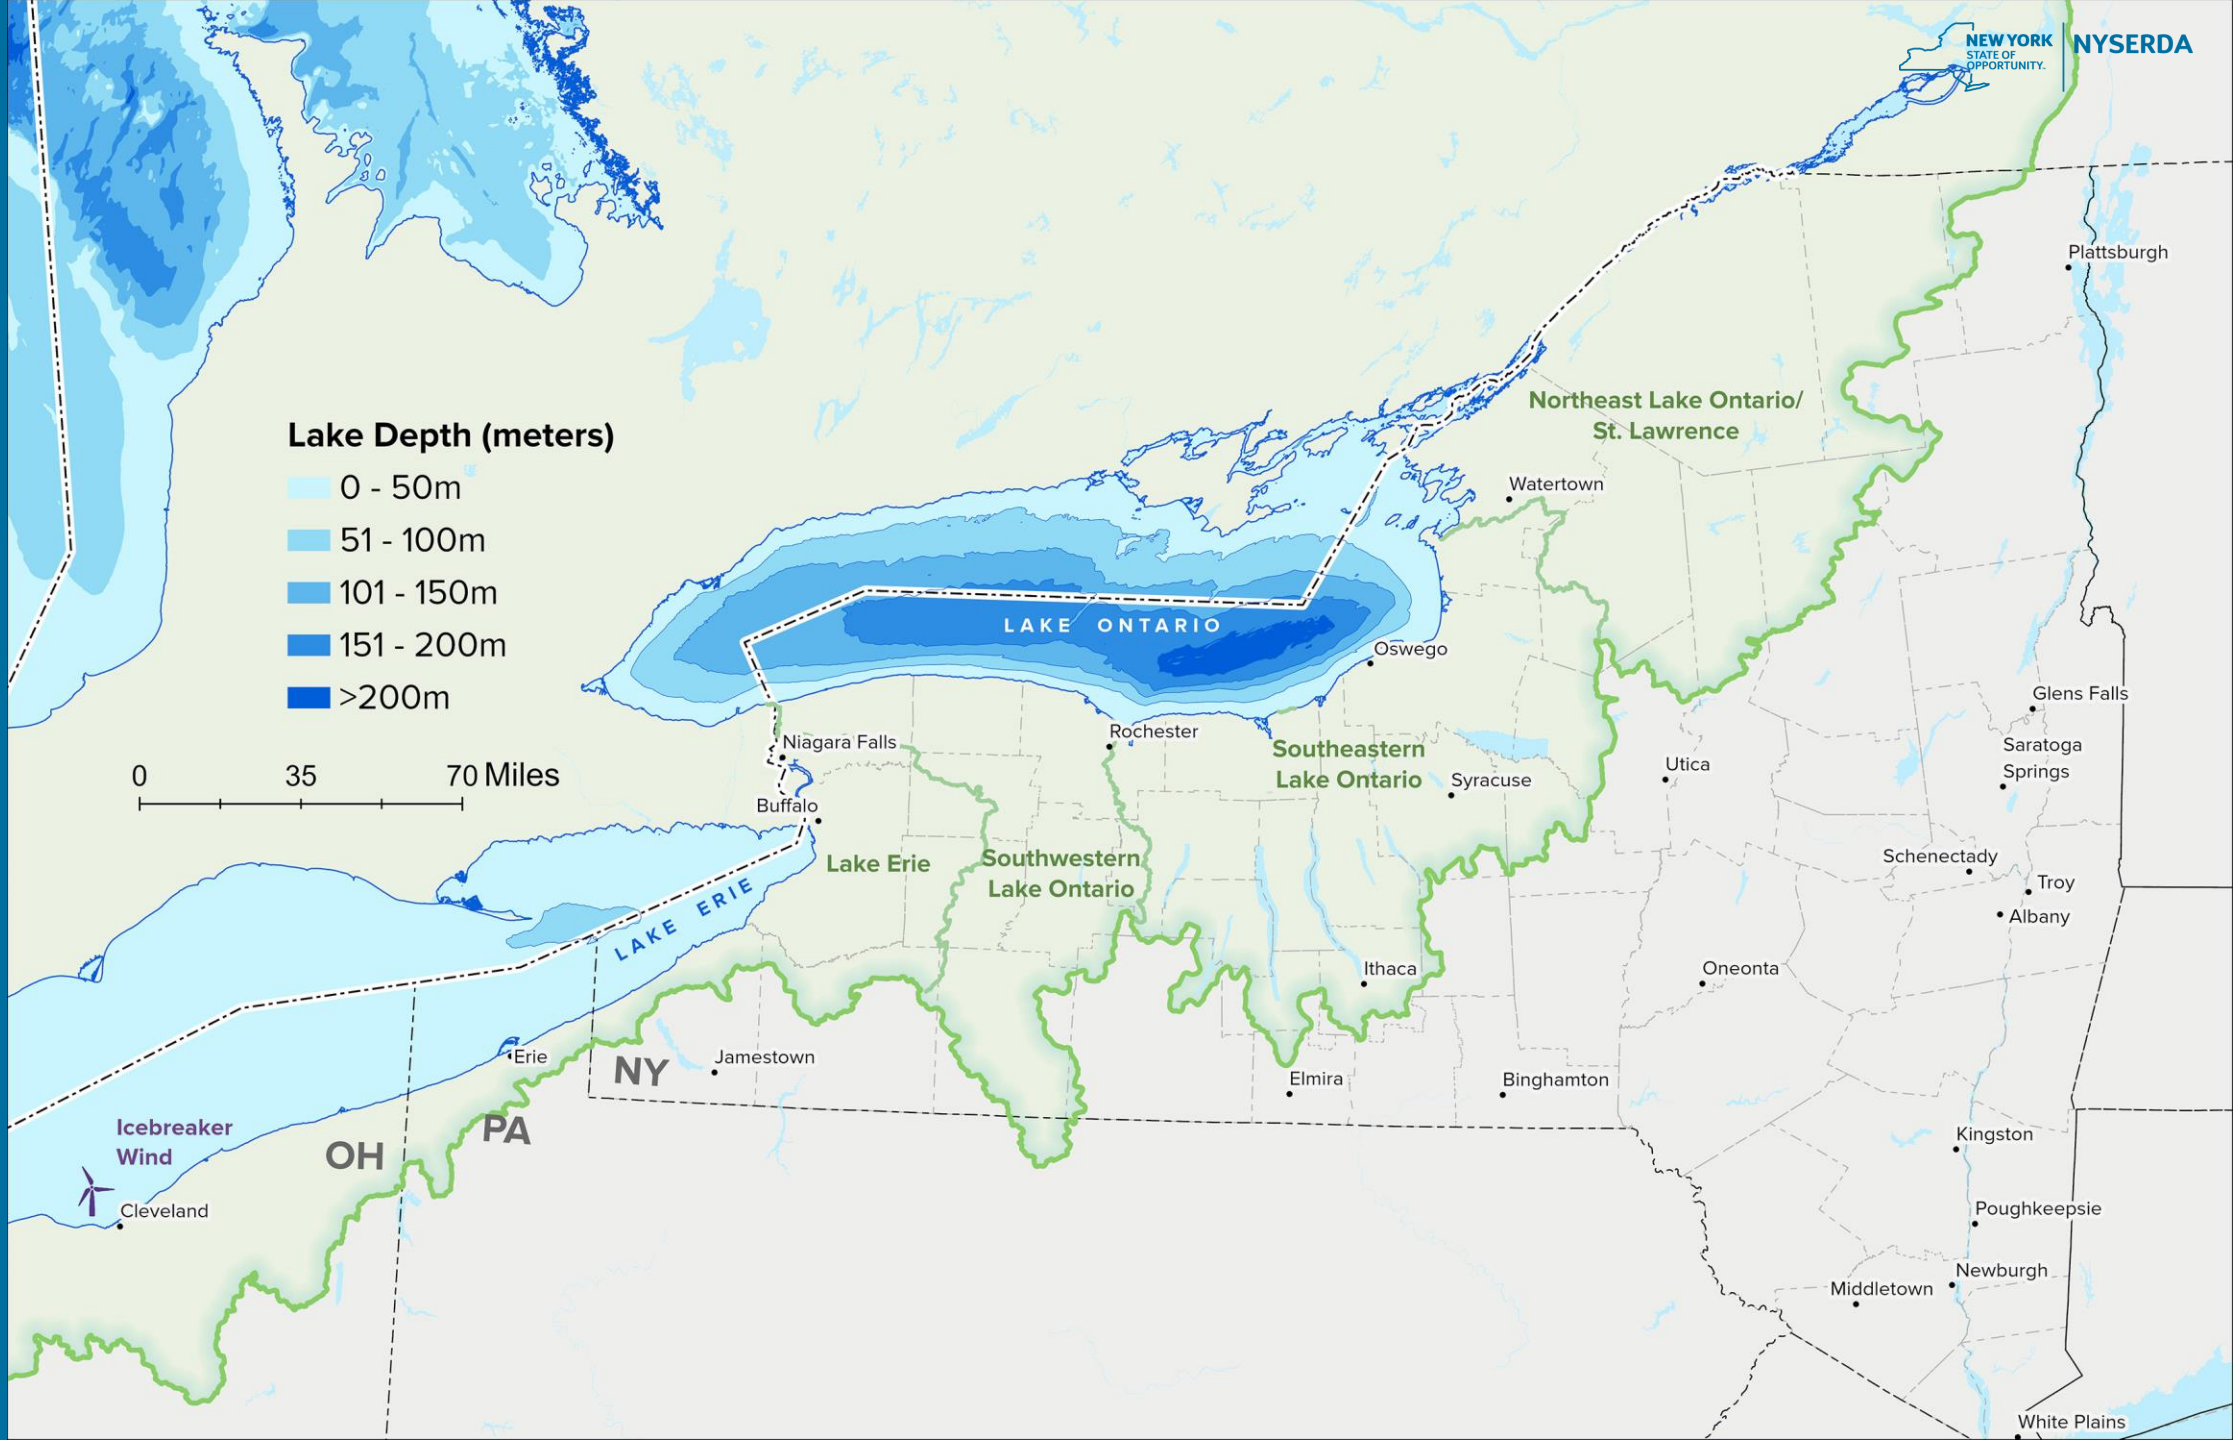 NEW YORK
STATE OF
OPPORTUNITY.
NYSERDA
Plattsburgh
Northeast Lake Ontario/
St. Lawrence
Lake Depth (meters)
0 - 50m
51 - 100m
101 - 150m
151 - 200m
>200m
0 35 70 Miles
Watertown
LAKE ONTARIO
Oswego
Glens Falls
Rochester
Niagara Falls
Southeastern
Lake Ontario
Saratoga
Springs
Utica
Syracuse
Buffalo
Lake Erie
Southwestern
Lake Ontario
Schenectady
Troy
Albany
LAKE ERIE
Ithaca
Oneonta
Erie
NY
Jamestown
Elmira
Binghamton
Icebreaker
Wind
OH
PA
Kingston
Cleveland
Poughkeepsie
Newburgh
Middletown
White Plains